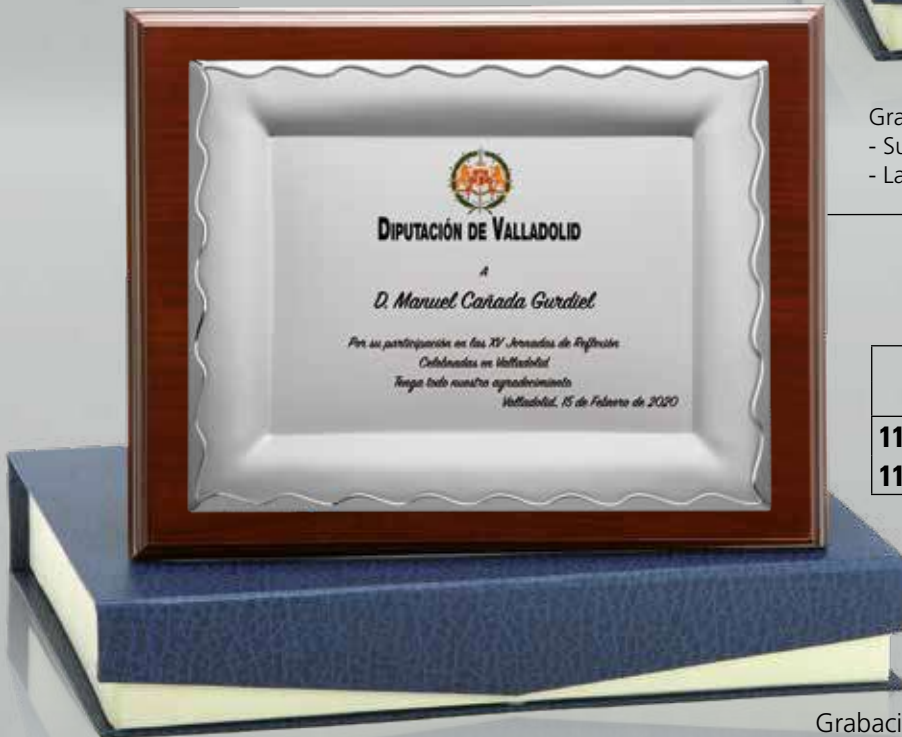 DIPUTACIÓN DE VALLADOLID
A
D. Manuel Cañada Gurdiel
Por su participación en las XV Jornadas de Reflexión
Celebradas en Valladolid
Tenga todo nuestro agradecimiento
Valladolid, 15 de Febrero de 2020
Gra
- Su
- La
11
11
Grabaci